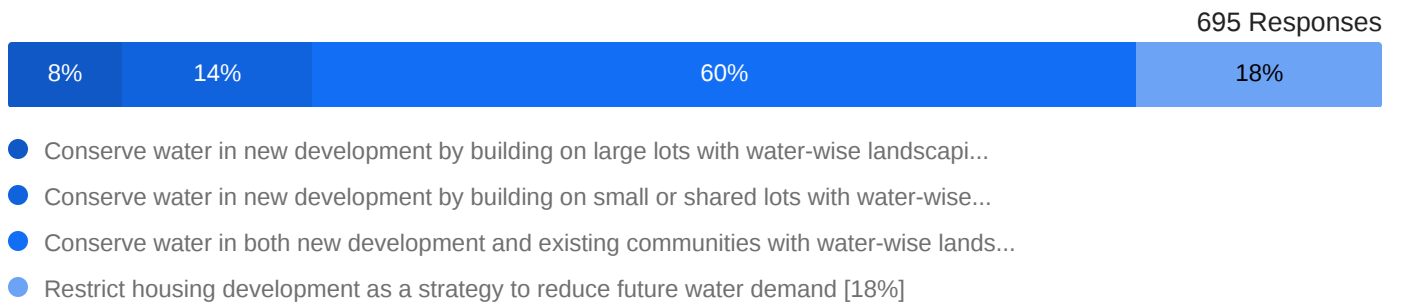 695 Responses
8% 14% 60% 18%
Conserve water in new development by building on large lots with water-wise landscapi...
Conserve water in new development by building on small or shared lots with water-wise...
Conserve water in both new development and existing communities with water-wise lands...
Restrict housing development as a strategy to reduce future water demand [18%]